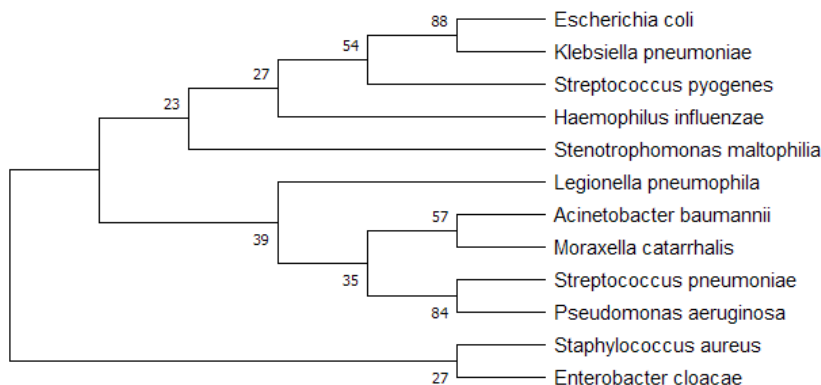 88
Escherichia coli
Klebsiella pneumoniae
54
Streptococcus pyogenes
27
Haemophilus influenzae
23
Stenotrophomonas maltophilia
Legionella pneumophila
39
57
Acinetobacter baumannii
Moraxella catarrhalis
35
Streptococcus pneumoniae
84
Pseudomonas aeruginosa
Staphylococcus aureus
27
Enterobacter cloacae